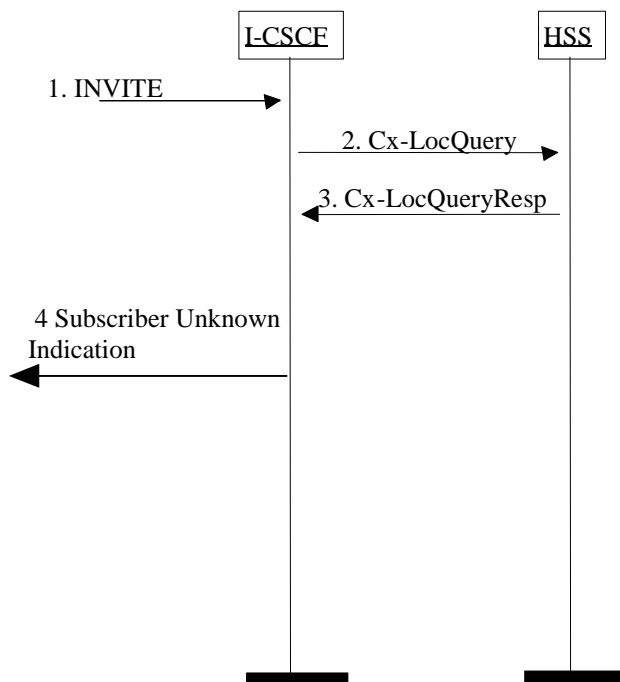 I-CSCF
HSS
1. INVITE
2. Cx-LocQuery
3. Cx-LocQueryResp
4 Subscriber Unknown
Indication